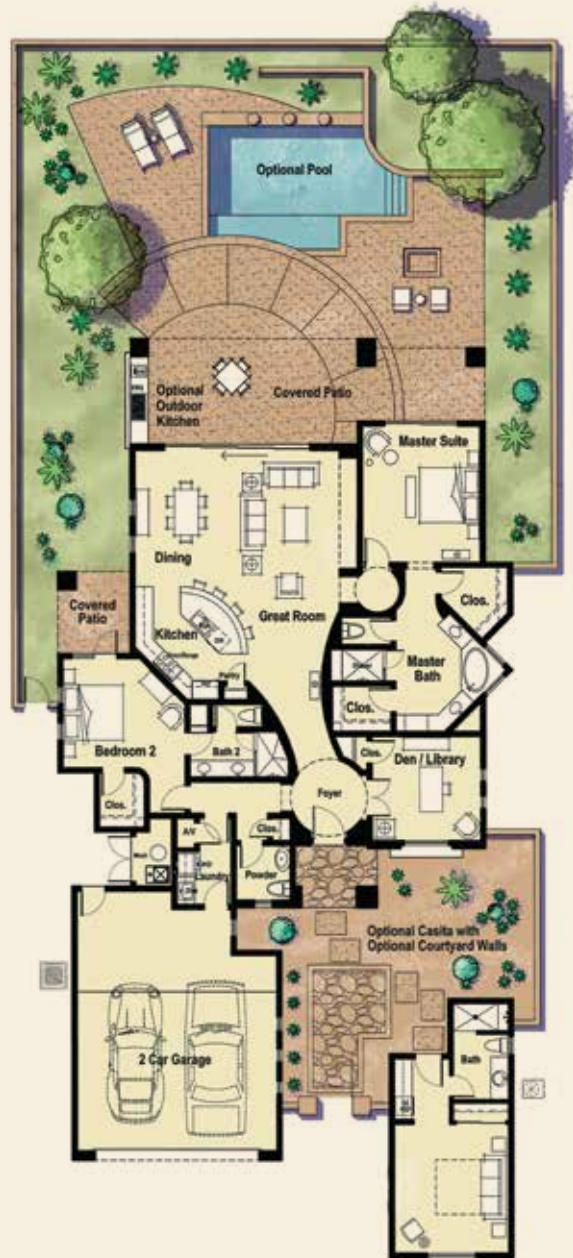 Optional Pool
Optional
Outdoor
Kitchen
Covered Patio
Master Suite
Dining
Great Room
Clos.
Covered
Patio
Kitchen
DW
Pantry
Master
Bath
Clos.
Bedroom 2
Bath 2
Clos.
Den / Library
Foyer
Clos.
A/V
Clos.
Laundry
Powder
Optional Casita with
Optional Courtyard Walls
2 Car Garage
Bath